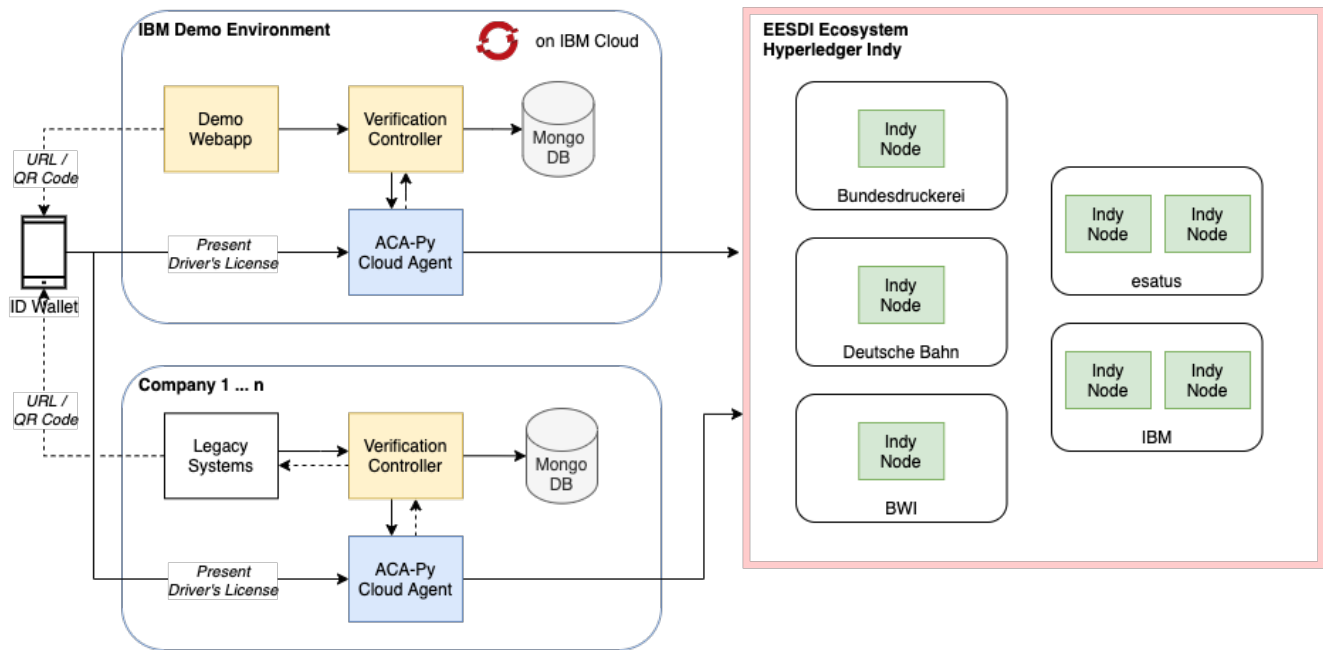 IBM Demo Environment
on IBM Cloud
Demo
Webapp
Verification
Controller
Mongo
DB
URL /
QR Code
ID Wallet
Present
Driver's License
ACA-Py
Cloud Agent
URL /
QR Code
Company 1 ... n
Legacy
Systems
Verification
Controller
Mongo
DB
Present
Driver's License
ACA-Py
Cloud Agent
EESDI Ecosystem
Hyperledger Indy
Indy
Node
Bundesdruckerei
Indy
Node
Deutsche Bahn
Indy
Node
BWI
Indy
Node
Indy
Node
esatus
Indy
Node
Indy
Node
IBM